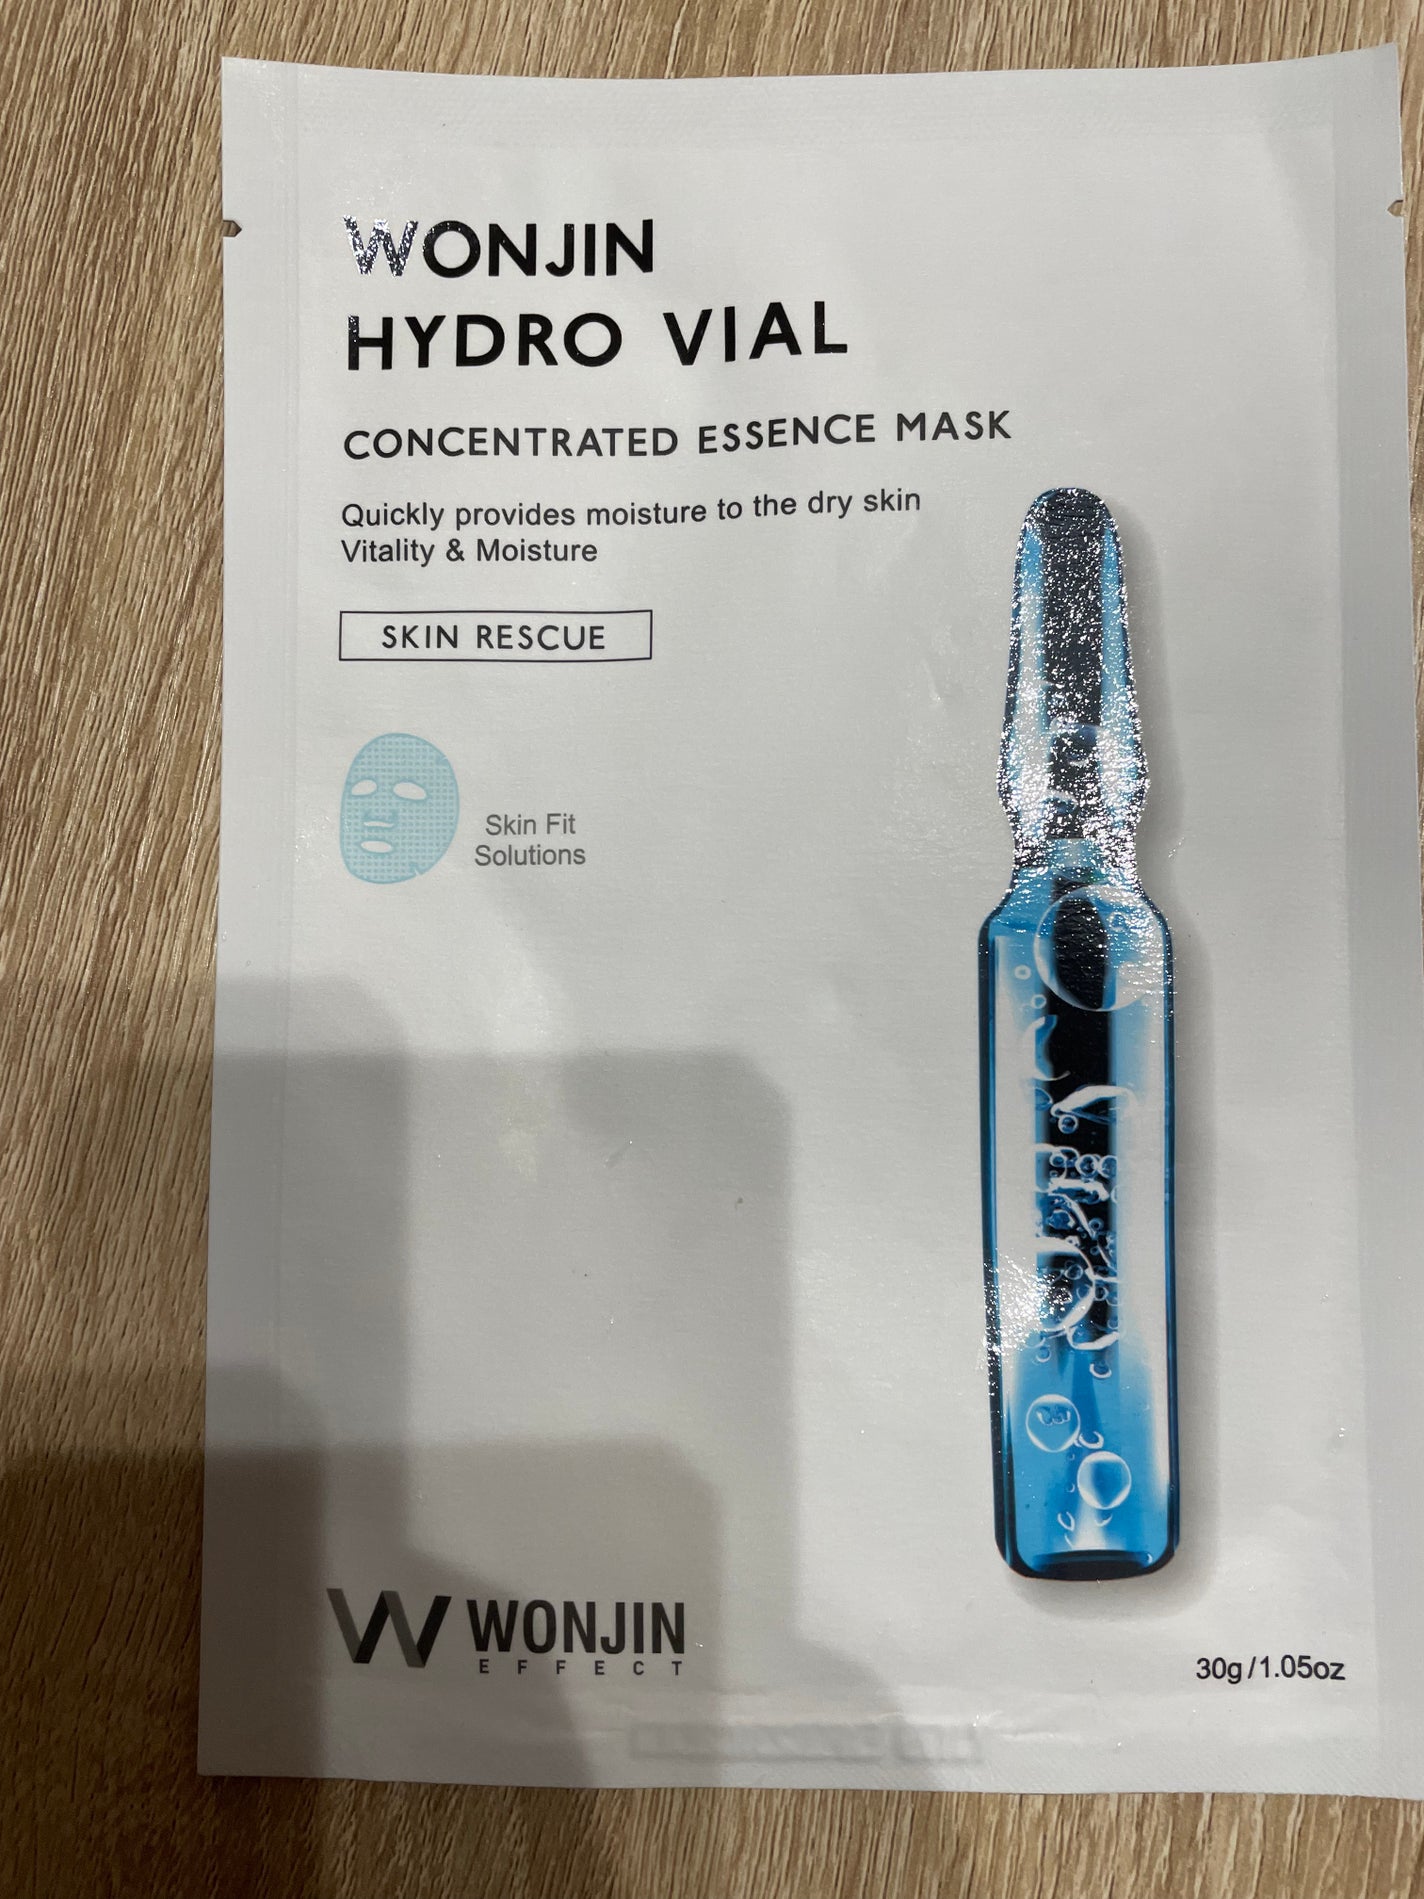 WONJIN
HYDRO VIAL
CONCENTRATED ESSENCE MASK
Quickly provides moisture to the dry skin
Vitality & Moisture
SKIN RESCUE
Skin Fit
Solutions
W WONJIN
EFFECT
30g/1.05oz